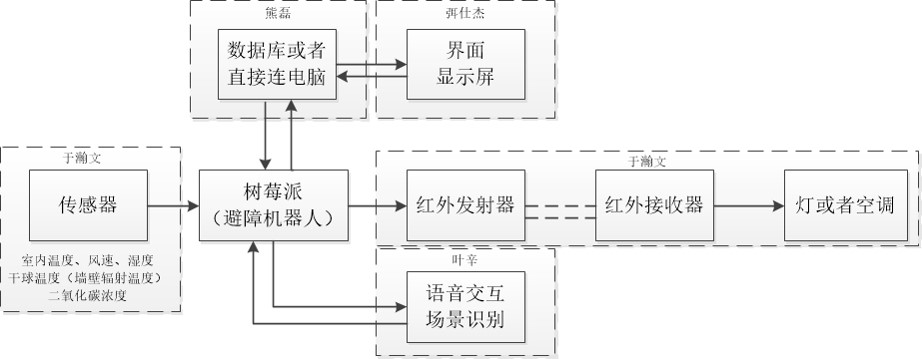 熊磊
数据库或者
直接连电脑
弭仕杰
界面
显示屏
于瀚文
传感器
室内温度、风速、湿度
干球温度（墙壁辐射温度）
二氧化碳浓度
树莓派
（避障机器人）
于瀚文
红外发射器
红外接收器
灯或者空调
叶辛
语音交互
场景识别